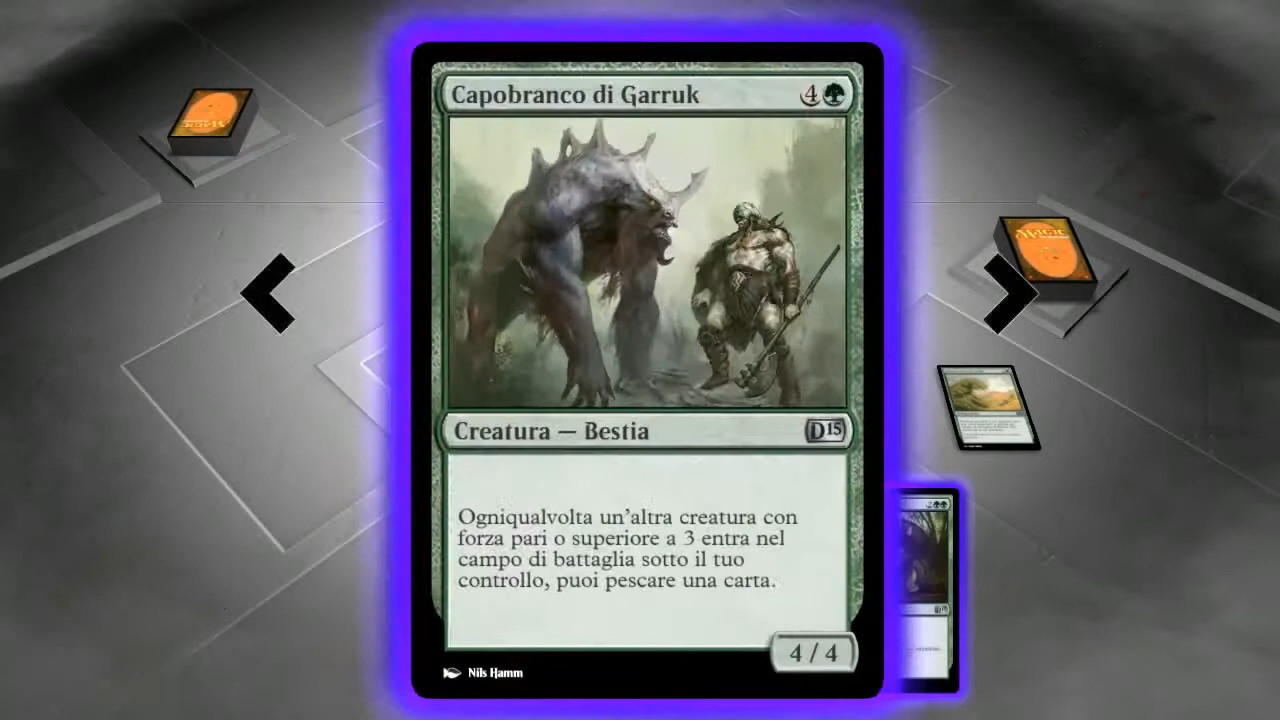 Capobranco di Garruk 4
Creatura — Bestia D15
Ogniqualvolta un'altra creatura con
forza pari o superiore a 3 entra nel
campo di battaglia sotto il tuo
controllo, puoi pescare una carta.
4 / 4
Nils Hamm
MAGIC